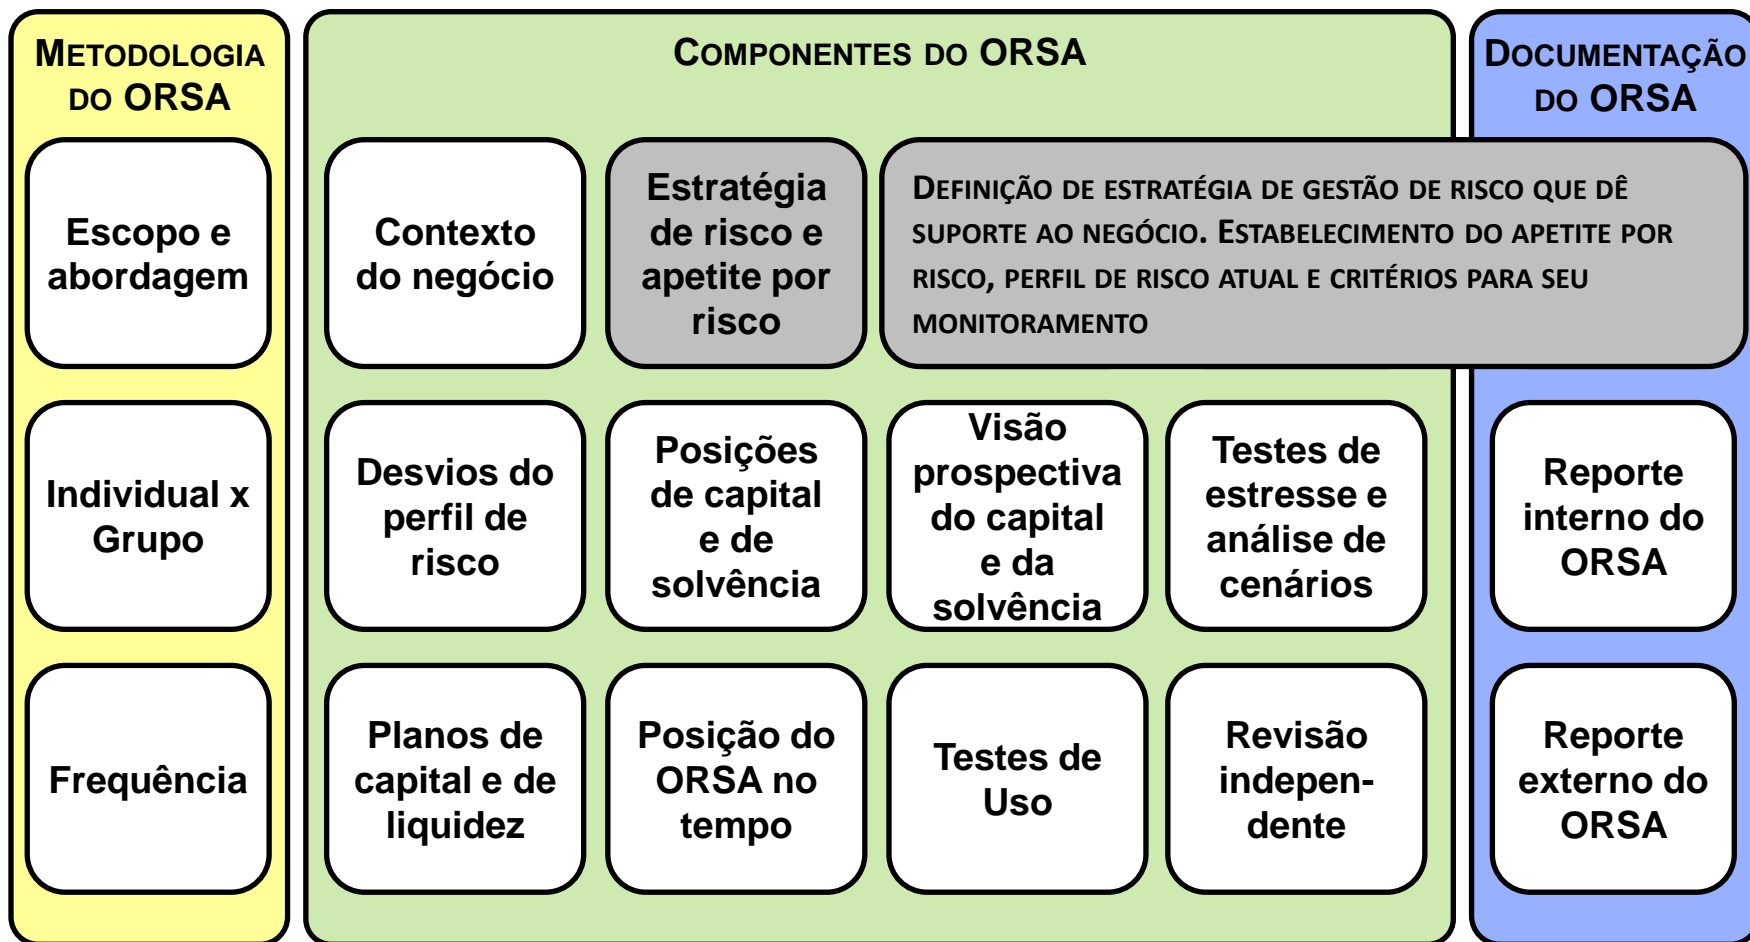 METODOLOGIA
DO ORSA
Escopo e
abordagem
Individual x
Grupo
Frequência
COMPONENTES DO ORSA
Contexto
do negócio
Estratégia
de risco e
apetite por
risco
DEFINIÇÃO DE ESTRATÉGIA DE GESTÃO DE RISCO QUE DÊ
SUPORTE AO NEGÓCIO. ESTABELECIMENTO DO APETITE POR
RISCO, PERFIL DE RISCO ATUAL E CRITÉRIOS PARA SEU
MONITORAMENTO
Desvios do
perfil de
risco
Posições
de capital
e de
solvência
Visão
prospectiva
do capital
e da
solvência
Testes de
estresse e
análise de
cenários
Planos de
capital e de
liquidez
Posição do
ORSA no
tempo
Testes de
Uso
Revisão
indepen-
dente
DOCUMENTAÇÃO
DO ORSA
Reporte
interno do
ORSA
Reporte
externo do
ORSA